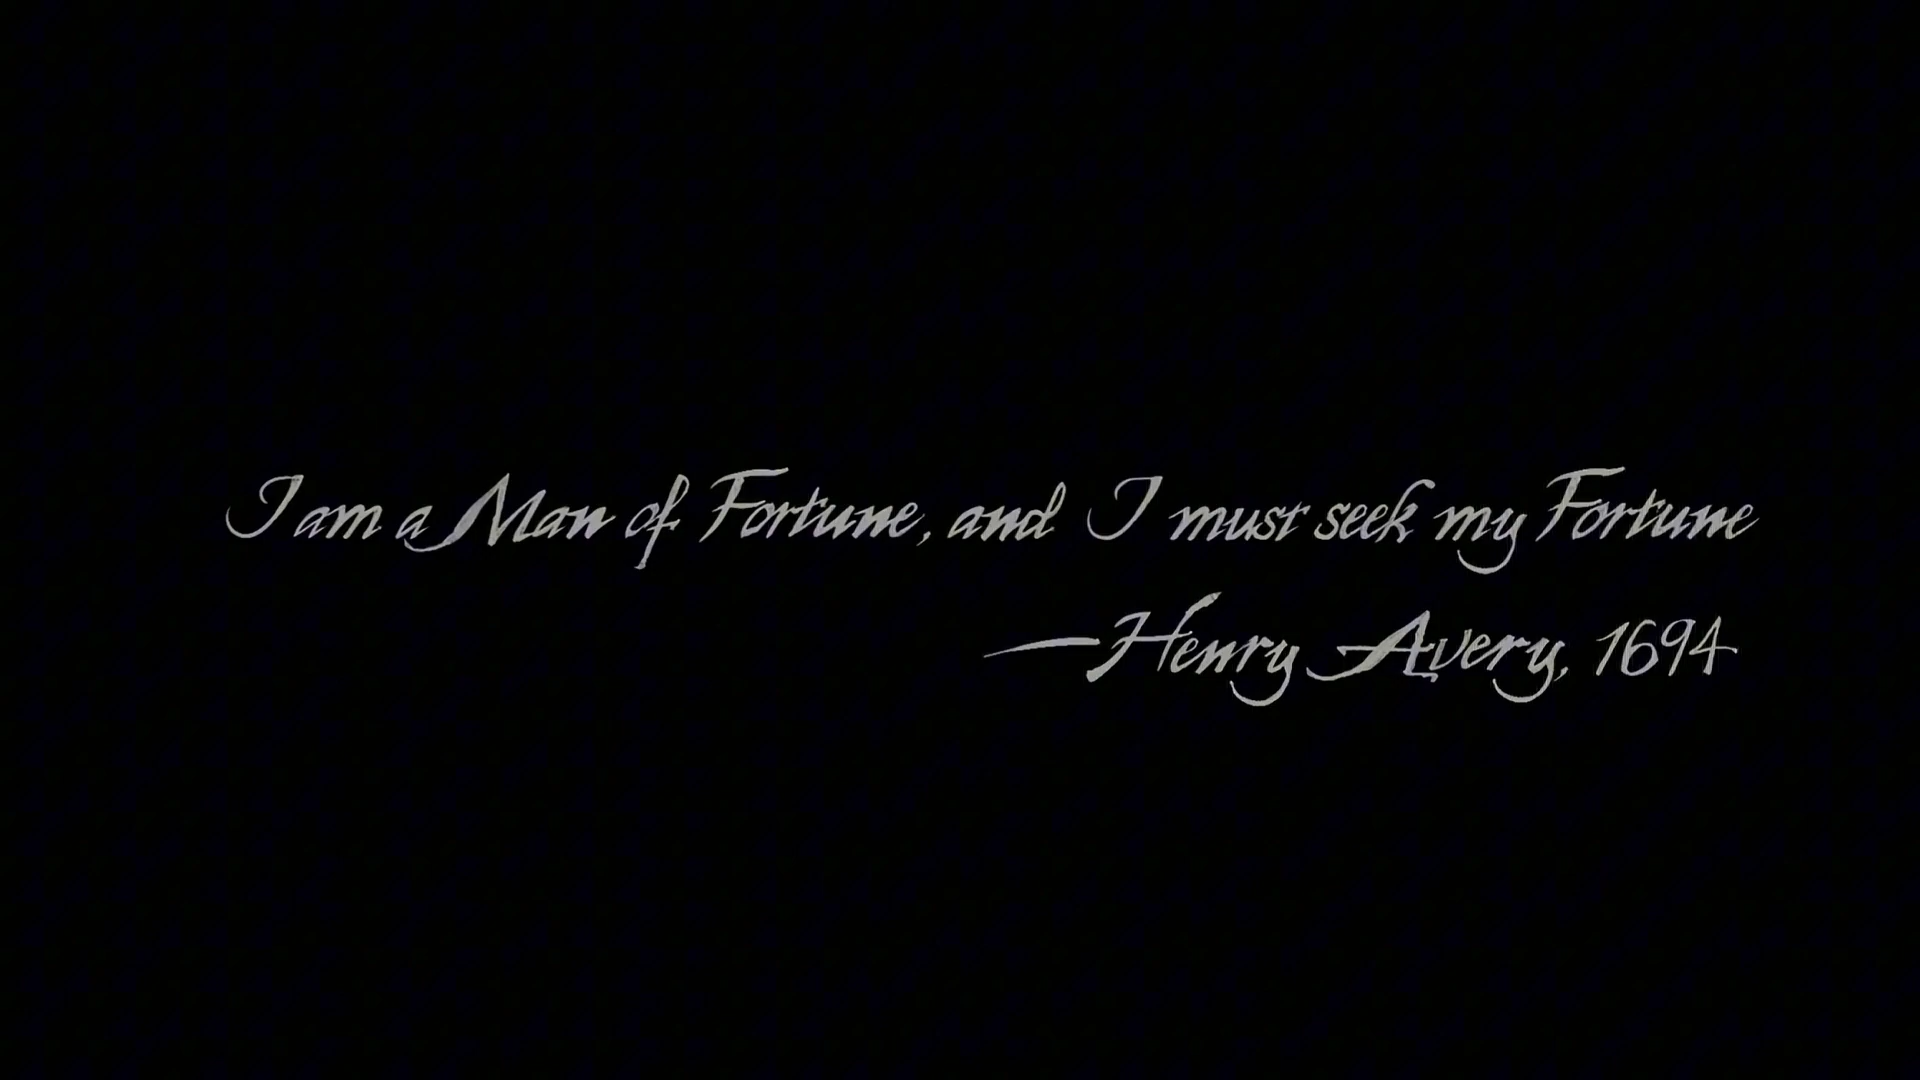 I am a Man of Fortune, and I must seek my Fortune
—Henry Avery, 1694